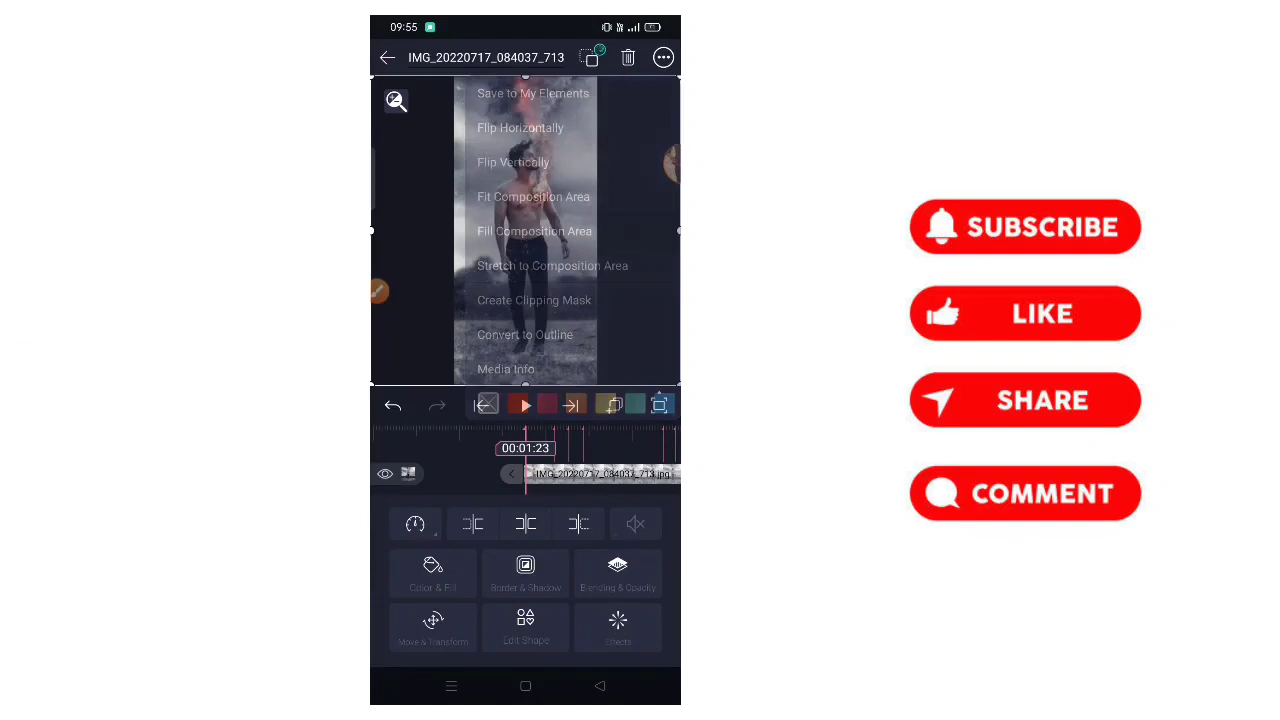 09:55
IMG_20220717_084037_713
Save to My Elements
Flip Horizontally
Flip Vertically
Fit Composition Area
Fill Composition Area
Stretch to Composition Area
Create Clipping Mask
Convert to Outline
Media Info
00:01:23
IMG_20220717_084037_713.jpg
Color & Fill
Border & Shadow
Blending & Opacity
Move & Transform
Edit Shape
Effects
SUBSCRIBE
LIKE
SHARE
COMMENT